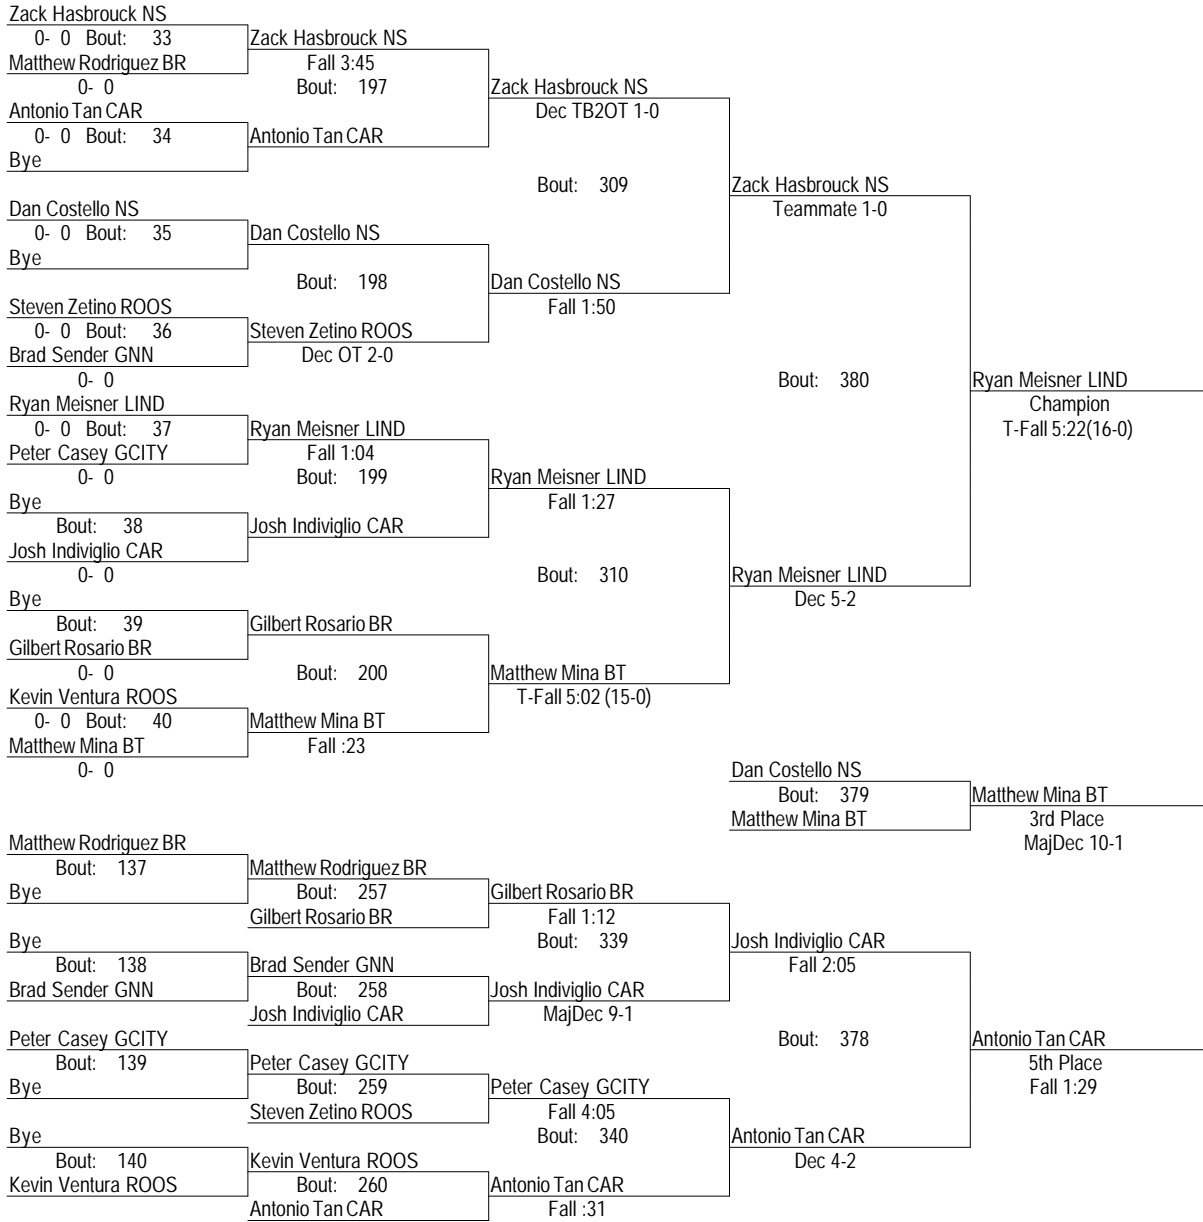 Zack Hasbrouck NS
0- 0 Bout: 33
Matthew Rodriguez BR
0- 0
Antonio Tan CAR
0- 0 Bout: 34
Bye
Dan Costello NS
0- 0 Bout: 35
Bye
Steven Zetino ROOS
0- 0 Bout: 36
Brad Sender GNN
0- 0
Ryan Meisner LIND
0- 0 Bout: 37
Peter Casey GCITY
0- 0
Bye
Bout: 38
Josh Indiviglio CAR
0- 0
Bye
Bout: 39
Gilbert Rosario BR
0- 0
Kevin Ventura ROOS
0- 0 Bout: 40
Matthew Mina BT
0- 0
Zack Hasbrouck NS
Fall 3:45
Bout: 197
Antonio Tan CAR
Dan Costello NS
Bout: 198
Steven Zetino ROOS
Dec OT 2-0
Ryan Meisner LIND
Fall 1:04
Bout: 199
Josh Indiviglio CAR
Gilbert Rosario BR
Bout: 200
Matthew Mina BT
Fall :23
Zack Hasbrouck NS
Dec TB2OT 1-0
Bout: 309
Dan Costello NS
Fall 1:50
Ryan Meisner LIND
Fall 1:27
Bout: 310
Matthew Mina BT
T-Fall 5:02 (15-0)
Zack Hasbrouck NS
Teammate 1-0
Bout: 380
Ryan Meisner LIND
Dec 5-2
Ryan Meisner LIND
Champion
T-Fall 5:22(16-0)
Dan Costello NS
Bout: 379
Matthew Mina BT
Matthew Mina BT
3rd Place
MajDec 10-1
Matthew Rodriguez BR
Bout: 137
Bye
Bye
Bout: 138
Brad Sender GNN
Peter Casey GCITY
Bout: 139
Bye
Bye
Bout: 140
Kevin Ventura ROOS
Matthew Rodriguez BR
Bout: 257
Gilbert Rosario BR
Brad Sender GNN
Bout: 258
Josh Indiviglio CAR
Peter Casey GCITY
Bout: 259
Steven Zetino ROOS
Kevin Ventura ROOS
Bout: 260
Antonio Tan CAR
Gilbert Rosario BR
Fall 1:12
Bout: 339
Josh Indiviglio CAR
MajDec 9-1
Peter Casey GCITY
Fall 4:05
Bout: 340
Antonio Tan CAR
Fall :31
Josh Indiviglio CAR
Fall 2:05
Bout: 378
Antonio Tan CAR
Dec 4-2
Antonio Tan CAR
5th Place
Fall 1:29